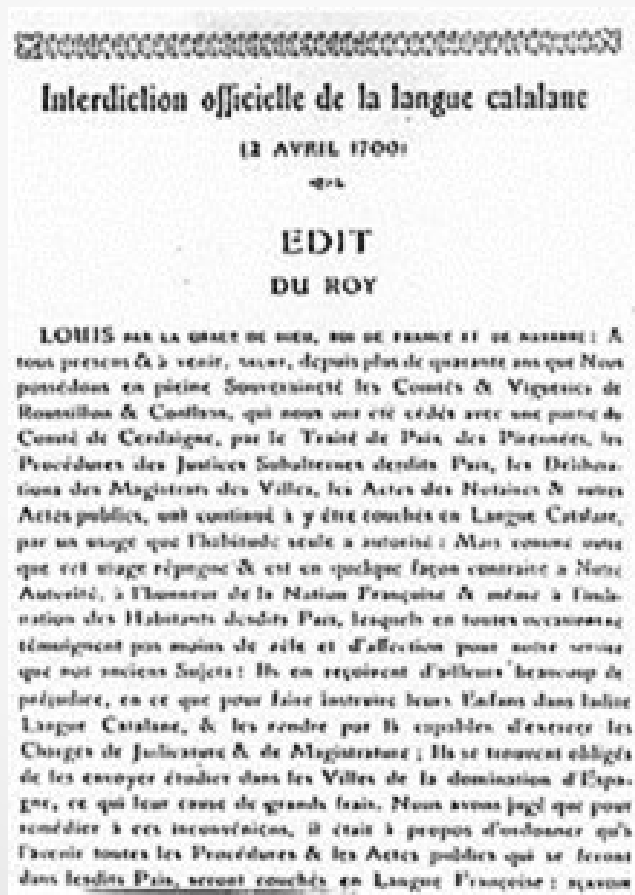 Interdiction officielle de la langue catalane
(2 AVRIL 1700)
EDIT
DU ROY
LOUIS PAR LA GRACE DE DIEU, ROI DE FRANCE ET DE NAVARRE: A
tous presens & à venir, SALUT, depuis plus de quarante ans que Nous
possédons en pleine Souveraineté les Comtés & Vigueries de
Roussillon & Conflans, qui nous ont été cédés avec une partie du
Comté de Cerdaigne, par le Traité de Paix des Pirennées, les
Procédures des Justices Subalternes desdits Pais, les Délibéra-
tions des Magistrats des Villes, les Actes des Notaires & autres
Actes publics, ont continué à y être couchés en Langue Catalane,
par un usage que l'habitude seule a autorisé: Mais comme outre
que cet usage répugne & est en quelque façon contraire a Notre
Autorité, à l'honneur de la Nation Françoise & même à l'incli-
nation des Habitants desdits Pais, lesquels en toutes occasions
témoignent pas moins de zèle et d'affection pour notre service
que nos anciens Sujets: Ils en reçoivent d'ailleurs beaucoup de
préjudice, en ce que pour faire instruire leurs Enfans dans ladite
Langue Catalane, & les rendre par là capables d'exercer les
Charges de Judicature & de Magistrature; Ils se trouvent obligés
de les envoyer étudier dans les Villes de la domination d'Espa-
gne, ce qui leur cause de grands frais. Nous avons jugé que pour
remédier à ces inconvéniens, il était à propos d'ordonner qu'à
l'avenir toutes les Procédures & les Actes publics qui se feront
dans lesdits Pais, seront couchés en Langue Françoise: